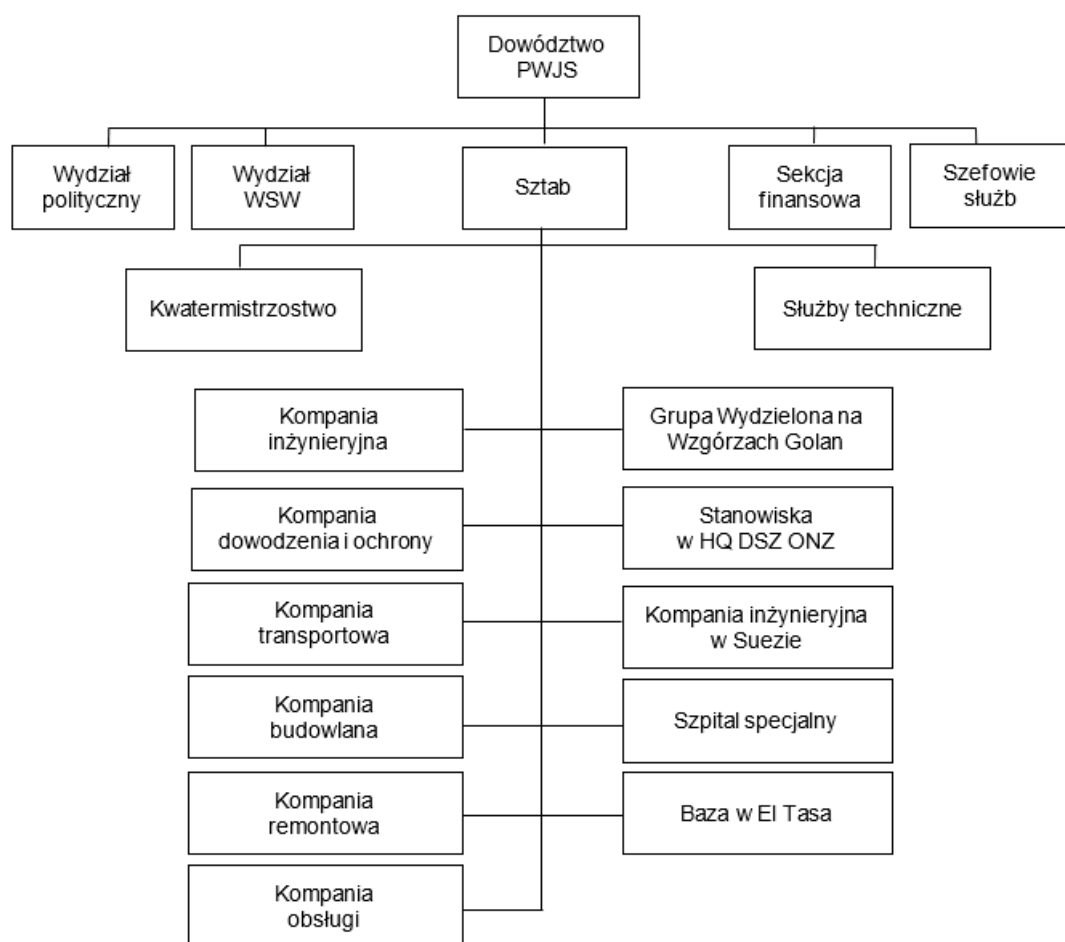 Dowództwo
PWJS
Wydział
polityczny
Wydział
WSW
Sztab
Sekcja
finansowa
Szefowie
służb
Kwatermistrzostwo
Służby techniczne
Kompania
inżynieryjna
Grupa Wydzielona na
Wzgórzach Golan
Kompania
dowodzenia i ochrony
Stanowiska
w HQ DSZ ONZ
Kompania
transportowa
Kompania inżynieryjna
w Suezie
Kompania
budowlana
Szpital specjalny
Kompania
remontowa
Baza w El Tasa
Kompania
obsługi